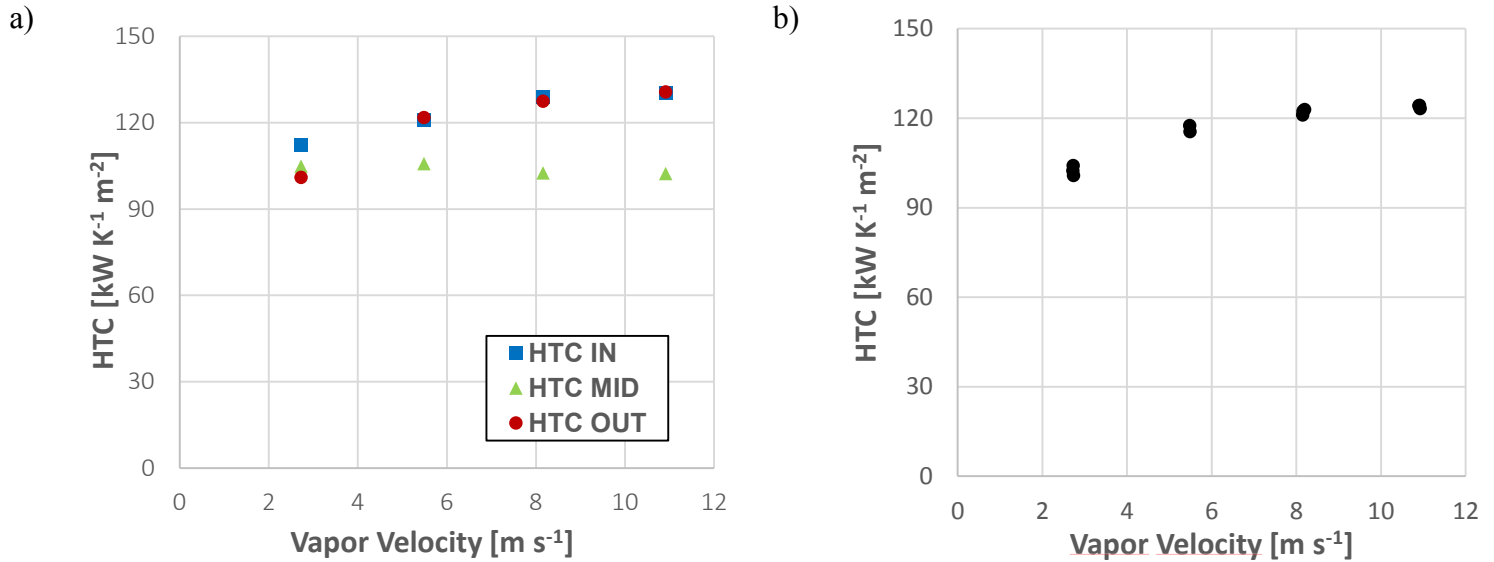 a)
150
120
90
60
30
0
0 2 4 6 8 10 12
HTC [kW K-1 m-2]
Vapor Velocity [m s-1]
HTC IN
HTC MID
HTC OUT
b)
150
120
90
60
30
0
0 2 4 6 8 10 12
HTC [kW K-1 m-2]
Vapor Velocity [m s-1]